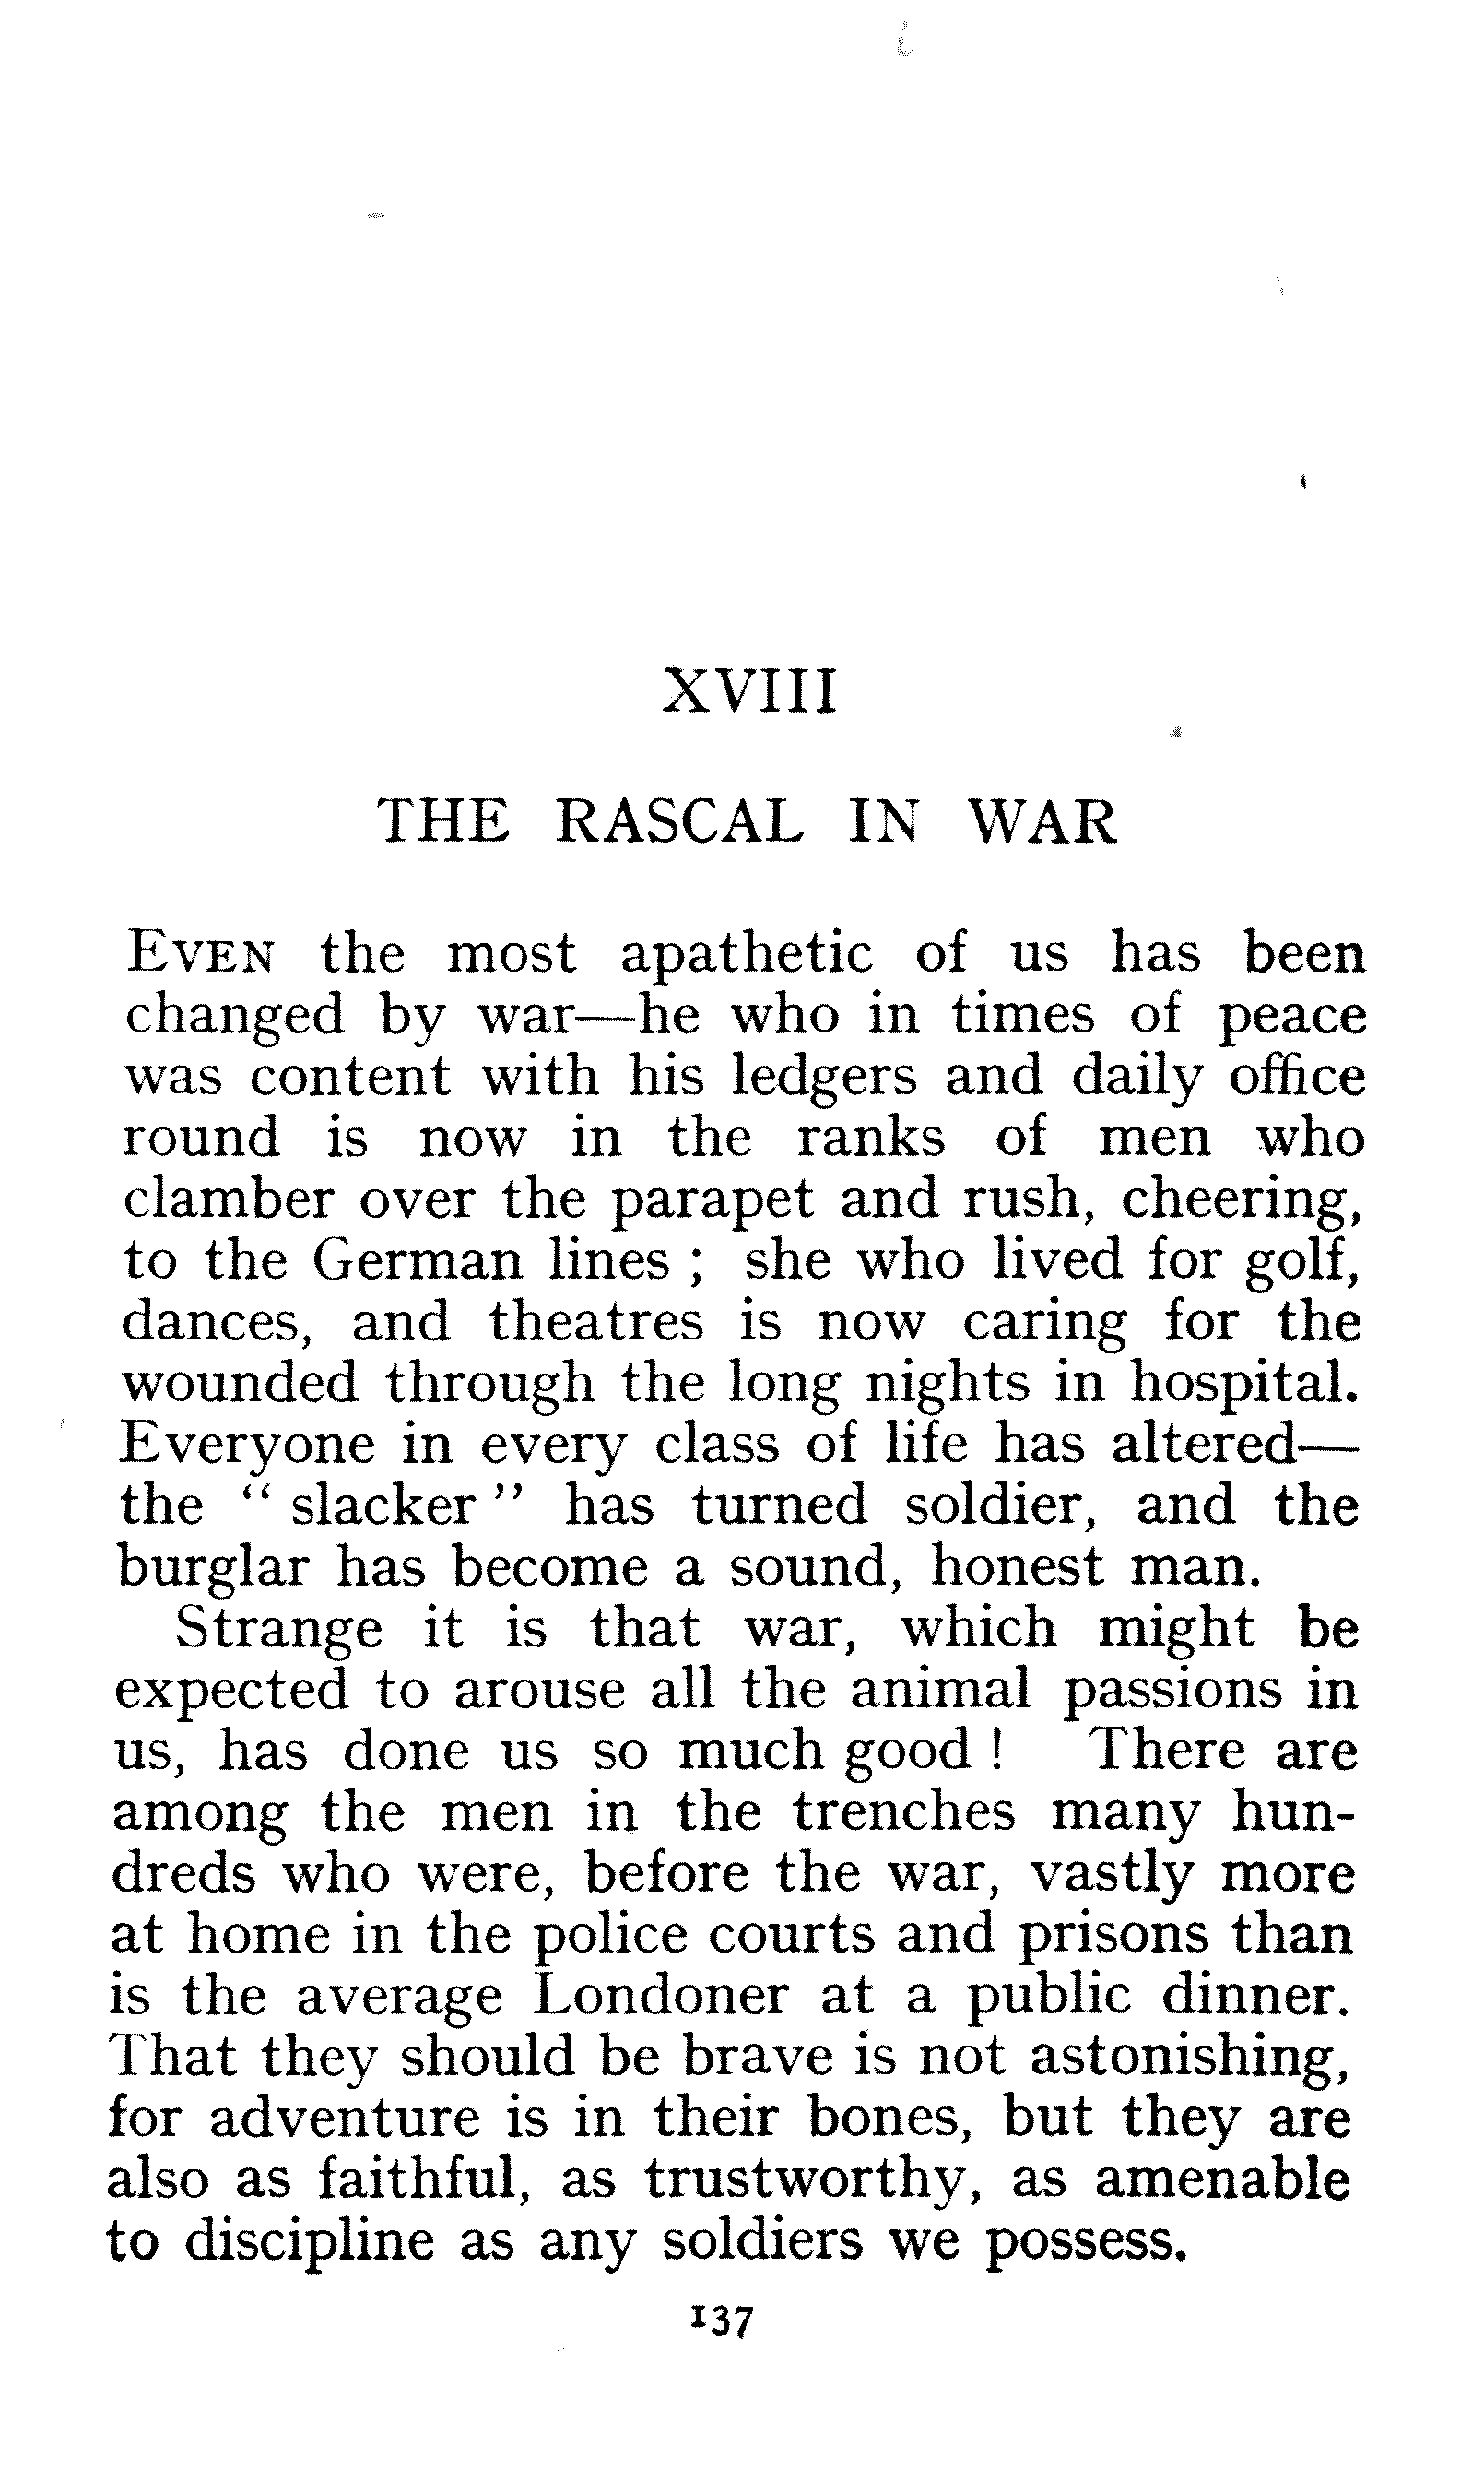 XVIII
THE RASCAL IN WAR
EVEN the most apathetic of us has been
changed by war—he who in times of peace
was content with his ledgers and daily office
round is now in the ranks of men who
clamber over the parapet and rush, cheering,
to the German lines ; she who lived for golf,
dances, and theatres is now caring for the
wounded through the long nights in hospital.
Everyone in every class of life has altered—
the “ slacker ” has turned soldier, and the
burglar has become a sound, honest man.
Strange it is that war, which might be
expected to arouse all the animal passions in
us, has done us so much good ! There are
among the men in the trenches many hun-
dreds who were, before the war, vastly more
at home in the police courts and prisons than
is the average Londoner at a public dinner.
That they should be brave is not astonishing,
for adventure is in their bones, but they are
also as faithful, as trustworthy, as amenable
to discipline as any soldiers we possess.
137